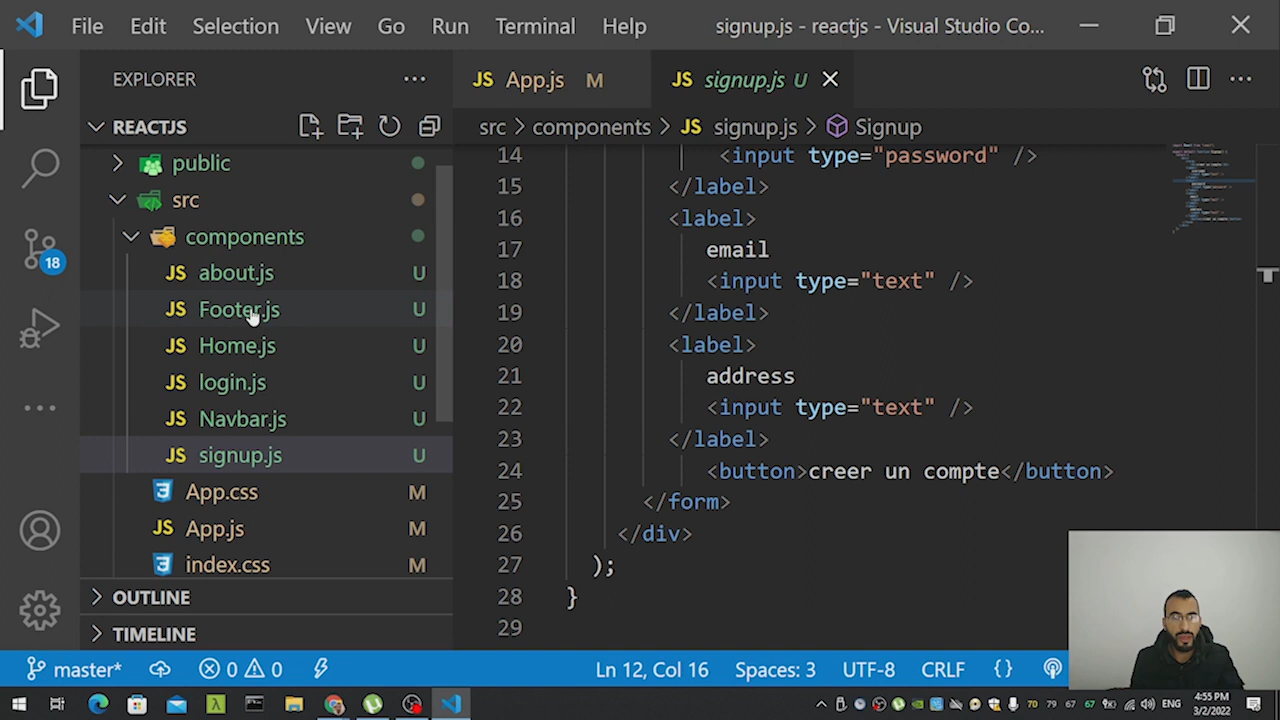 File Edit Selection View Go Run Terminal Help signup.js - reactjs - Visual Studio Co...
EXPLORER ...
JS App.js M JS signup.js U
REACTJS
src > components > JS signup.js > Signup
public
src
components
JS about.js U
JS Footer.js U
JS Home.js U
JS login.js U
JS Navbar.js U
JS signup.js U
App.css M
JS App.js M
index.css M
OUTLINE
TIMELINE
18
14 <input type="password" />
15 </label>
16 <label>
17 email
18 <input type="text" />
19 </label>
20 <label>
21 address
22 <input type="text" />
23 </label>
24 <button>creer un compte</button>
25 </form>
26 </div>
27 );
28 }
29
master* 0 0 Ln 12, Col 16 Spaces: 3 UTF-8 CRLF {}
70 79 67 67 ENG 4:55 PM
3/2/2022